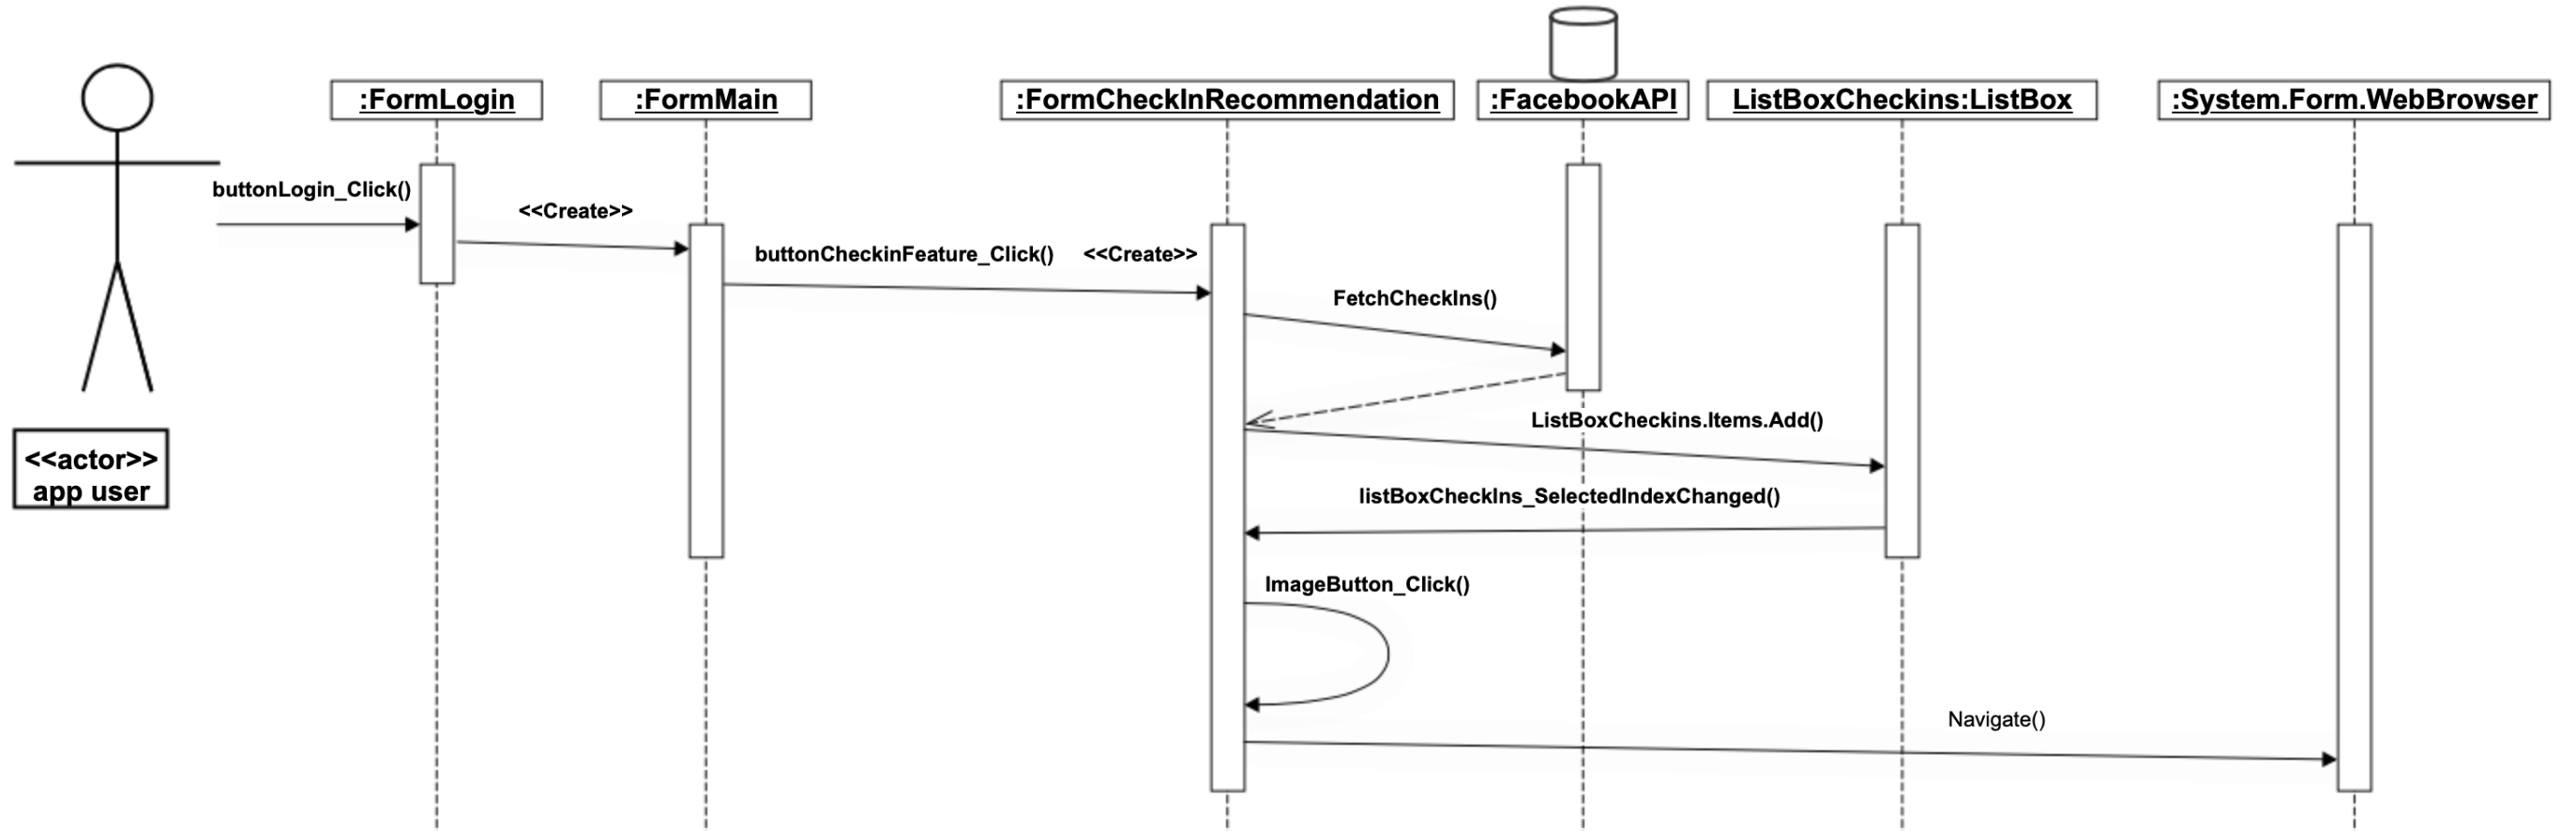 :FormLogin
:FormMain
:FormCheckInRecommendation
:FacebookAPI
ListBoxCheckins:ListBox
:System.Form.WebBrowser
buttonLogin_Click()
<<Create>>
buttonCheckinFeature_Click() <<Create>>
FetchCheckIns()
ListBoxCheckins.Items.Add()
<<actor>>
app user
listBoxCheckIns_SelectedIndexChanged()
ImageButton_Click()
Navigate()